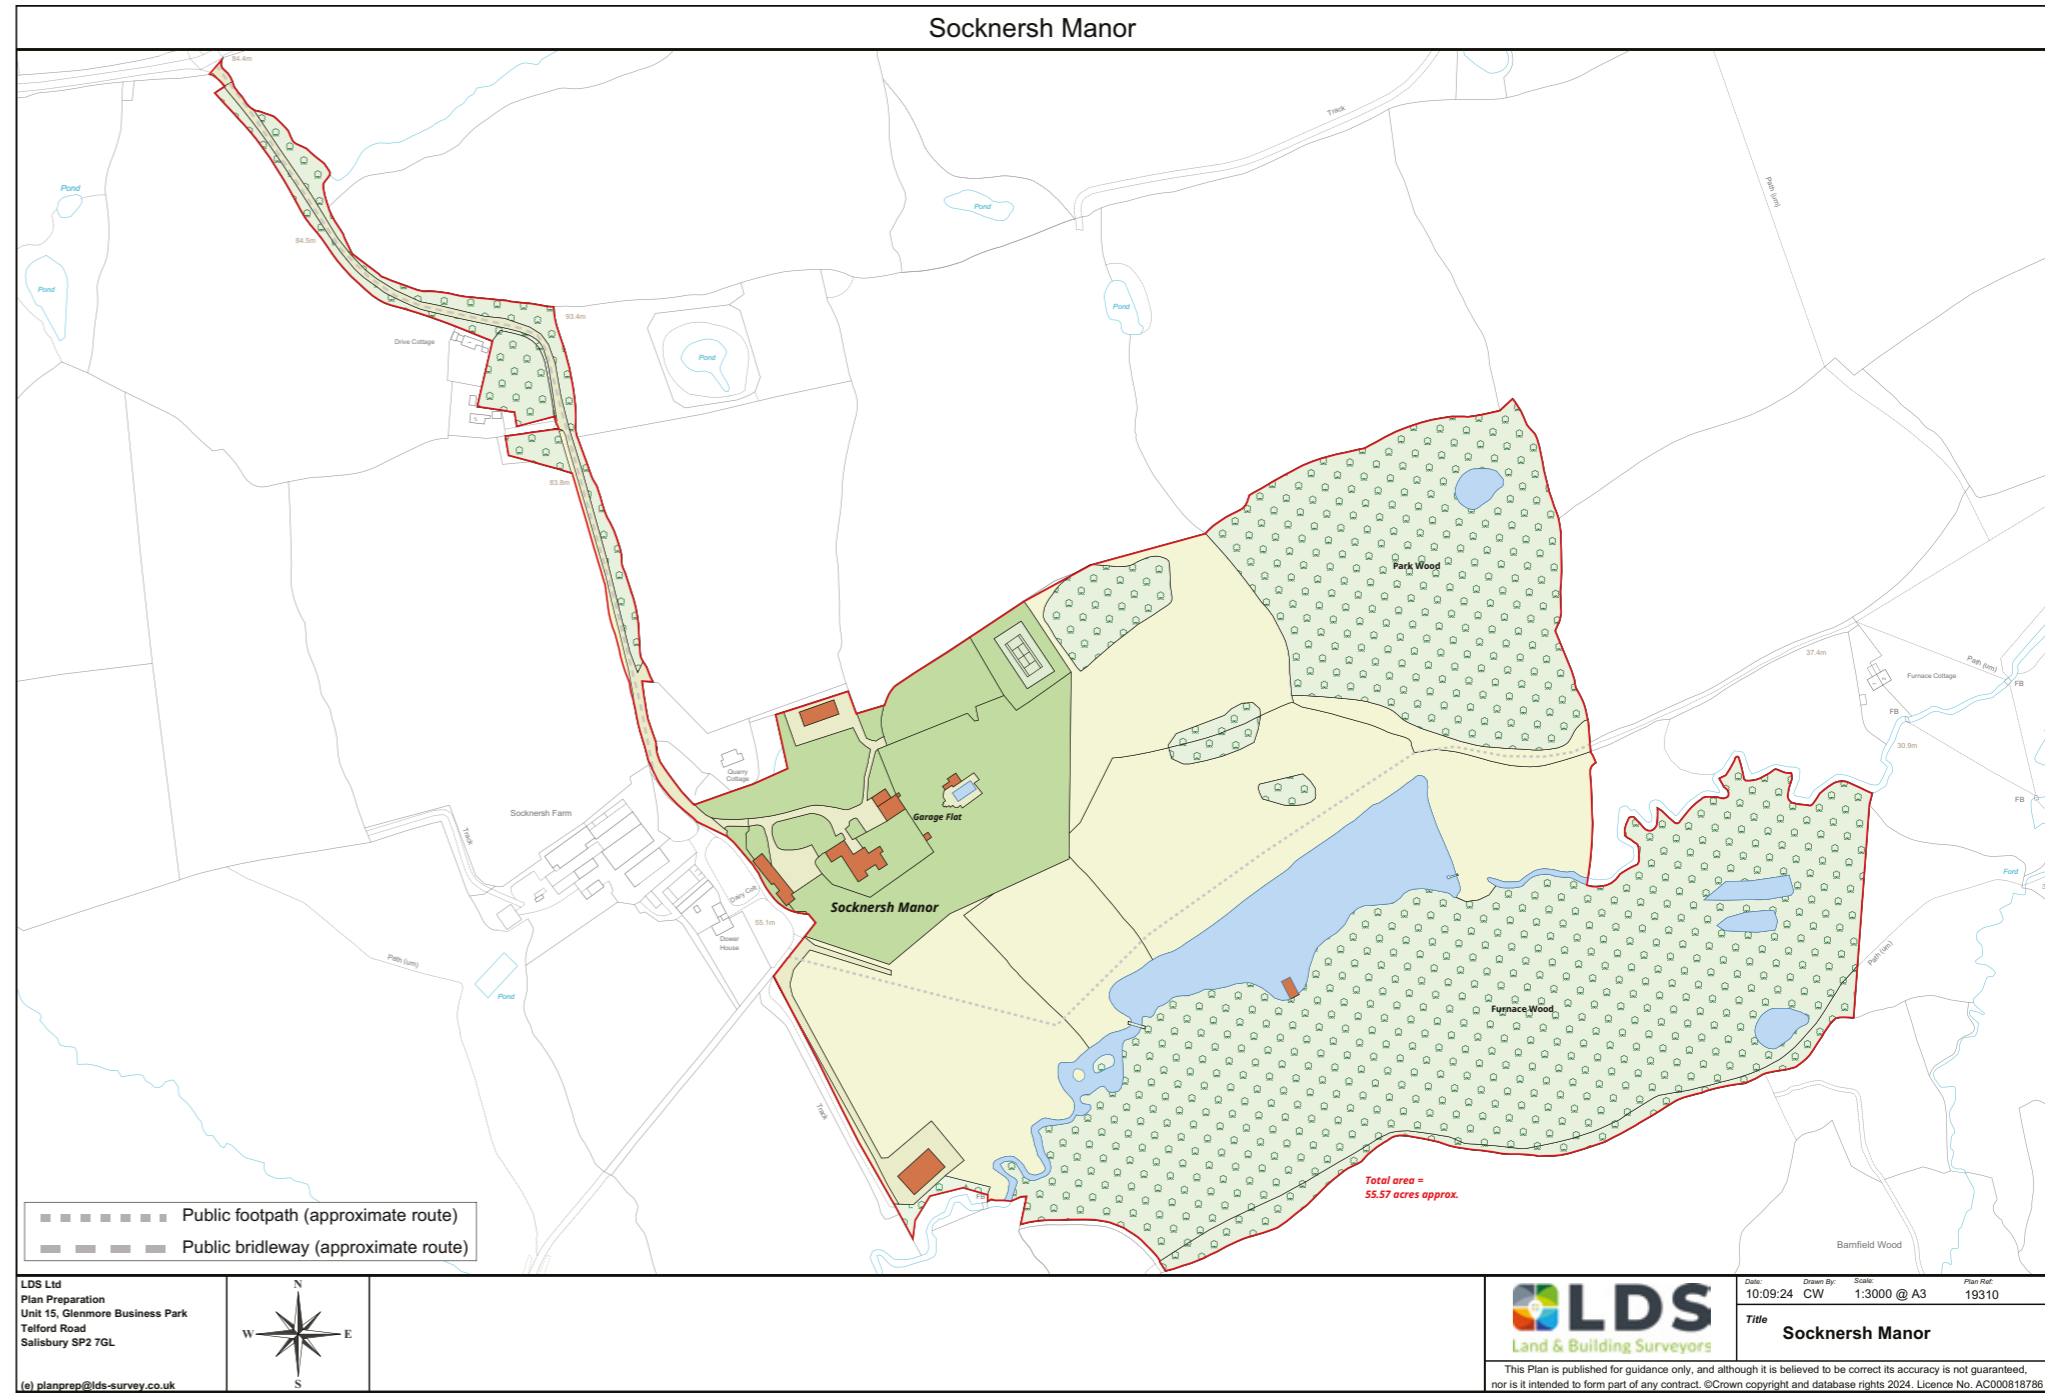 Socknersh Manor
84.4m
Track
Path (um)
Pond
Pond
84.5m
Pond
Pond
Pond
93.4m
Drive Cottage
Pond
83.8m
Park Wood
37.4m
Path (um)
Furnace Cottage
FB
FB
30.9m
Quarry
Cottage
Socknersh Farm
Garage Flat
FB
Track
Ford
Dairy Cott
Socknersh Manor
55.1m
Dower
House
Path (um)
Path (um)
Pond
Furnace Wood
Track
Total area =
55.57 acres approx.
FB
Bamfield Wood
Public footpath (approximate route)
Public bridleway (approximate route)
LDS Ltd
Plan Preparation
Unit 15, Glenmore Business Park
Telford Road
Salisbury SP2 7GL
(e) planprep@lds-survey.co.uk
N
W
E
S
LDS
Land & Building Surveyors
Date: Drawn By: Scale: Plan Ref:
10:09:24 CW 1:3000 @ A3 19310
Title
Socknersh Manor
This Plan is published for guidance only, and although it is believed to be correct its accuracy is not guaranteed,
nor is it intended to form part of any contract. ©Crown copyright and database rights 2024. Licence No. AC000818786